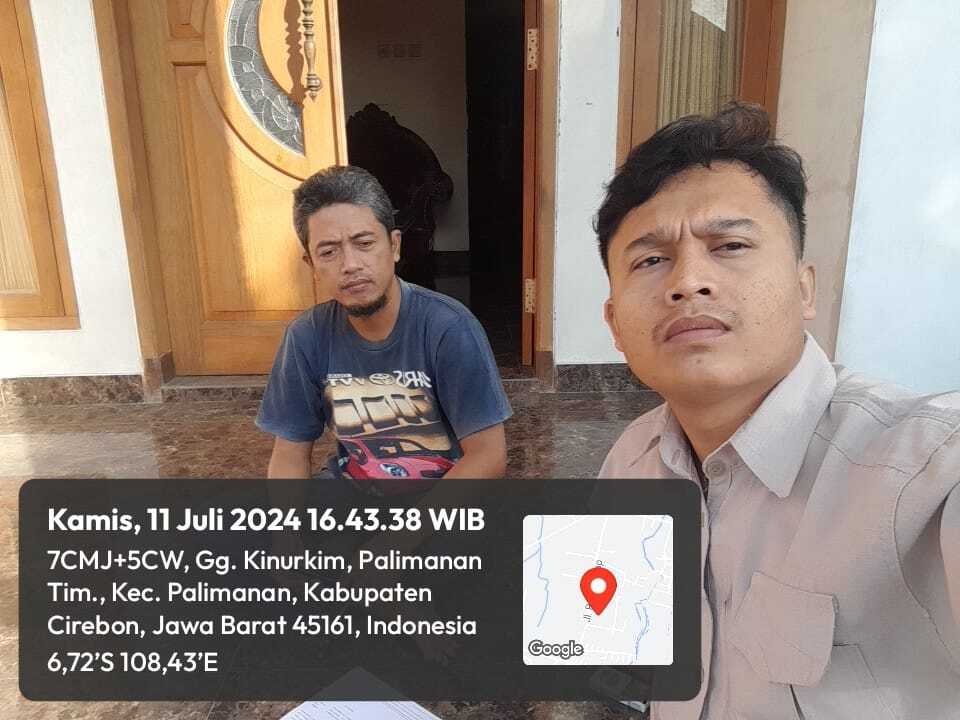 Kamis, 11 Juli 2024 16.43.38 WIB
7CMJ+5CW, Gg. Kinurkim, Palimanan
Tim., Kec. Palimanan, Kabupaten
Cirebon, Jawa Barat 45161, Indonesia
6,72’S 108,43’E
Google